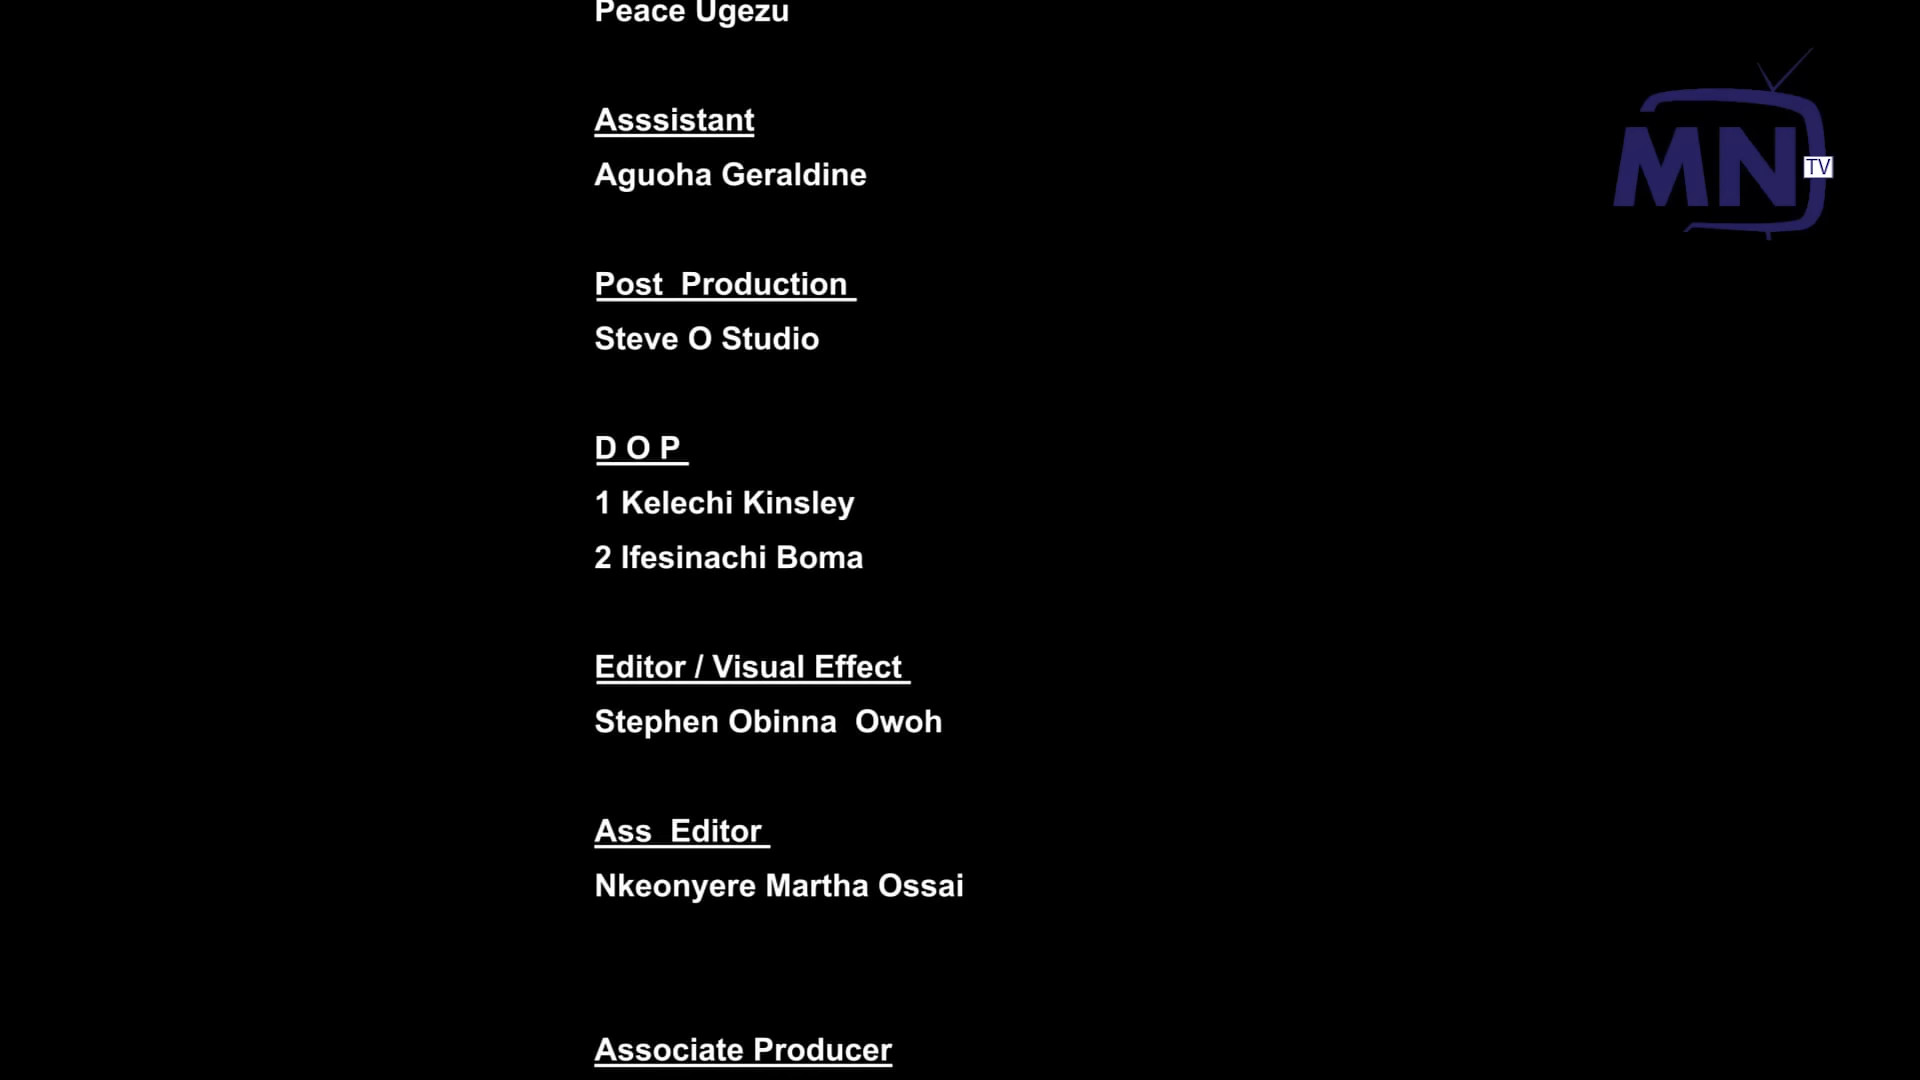 Peace Ugezu
Asssistant
Aguoha Geraldine
Post  Production
Steve O Studio
D O P
1 Kelechi Kinsley
2 Ifesinachi Boma
Editor / Visual Effect
Stephen Obinna  Owoh
Ass  Editor
Nkeonyere Martha Ossai
Associate Producer
MN
TV